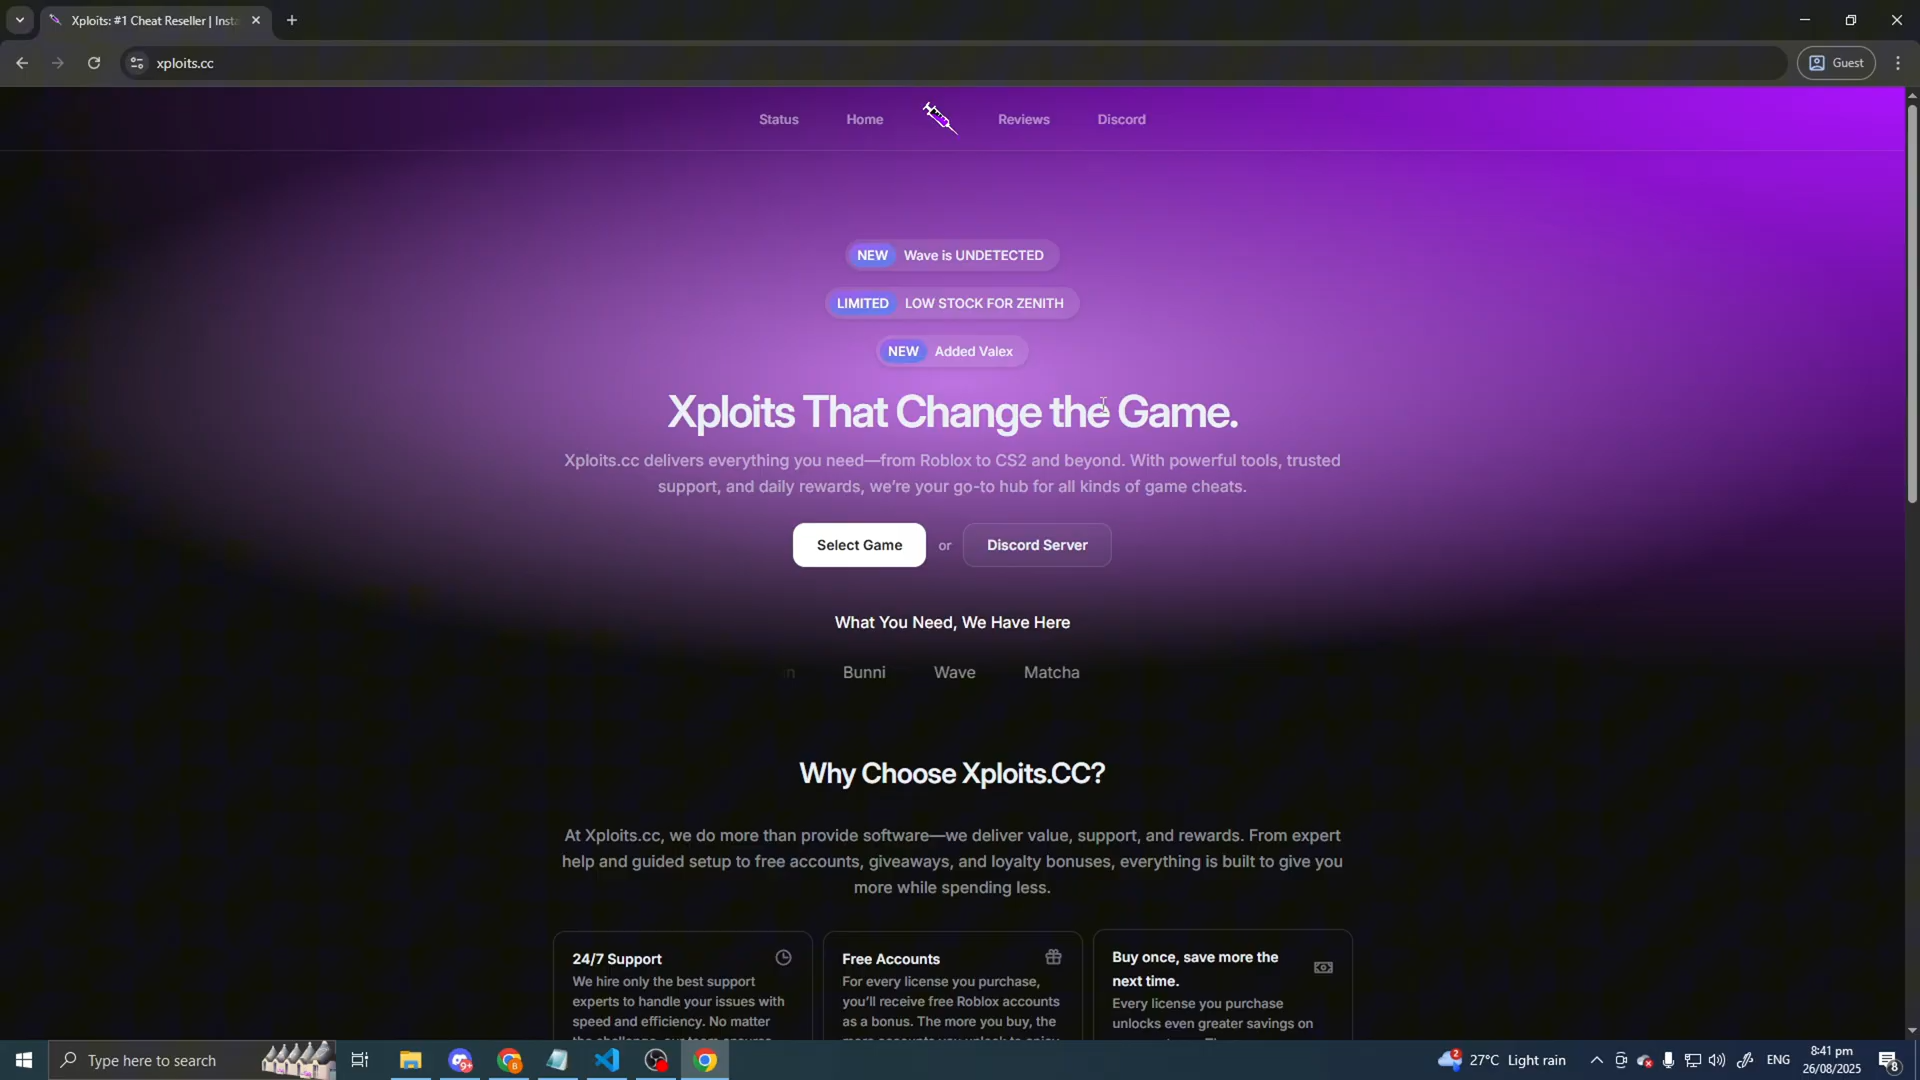 Xploits: #1 Cheat Reseller | Insta
xploits.cc
Guest
Status
Home
Reviews
Discord
NEW Wave is UNDETECTED
LIMITED LOW STOCK FOR ZENITH
NEW Added Valex
Xploits That Change the Game.
Xploits.cc delivers everything you need—from Roblox to CS2 and beyond. With powerful tools, trusted
support, and daily rewards, we’re your go-to hub for all kinds of game cheats.
Select Game
or
Discord Server
What You Need, We Have Here
Bunni
Wave
Matcha
Why Choose Xploits.CC?
At Xploits.cc, we do more than provide software—we deliver value, support, and rewards. From expert
help and guided setup to free accounts, giveaways, and loyalty bonuses, everything is built to give you
more while spending less.
24/7 Support
We hire only the best support
experts to handle your issues with
speed and efficiency. No matter
Free Accounts
For every license you purchase,
you’ll receive free Roblox accounts
as a bonus. The more you buy, the
Buy once, save more the
next time.
Every license you purchase
unlocks even greater savings on
Type here to search
9+
B
2
27°C Light rain
ENG
8:41 pm
26/08/2025
8